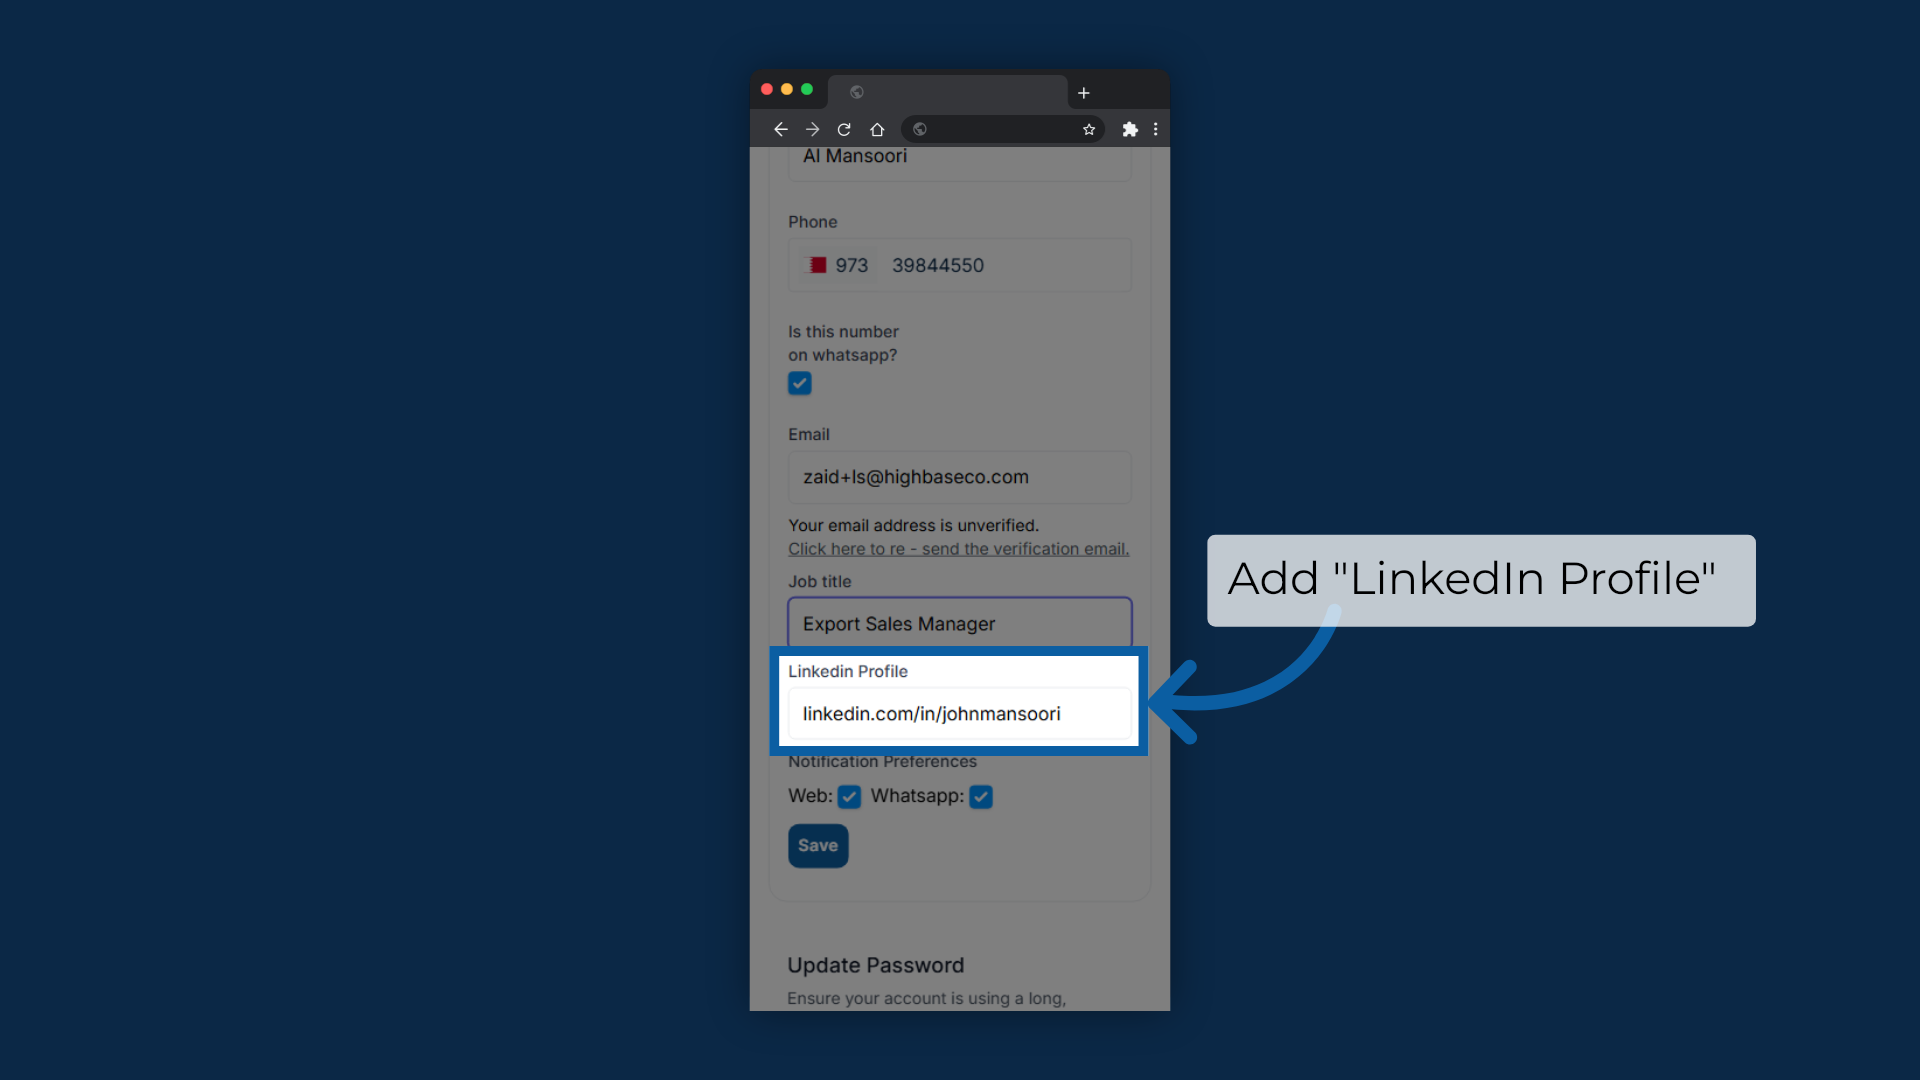 Al Mansoori
Phone
973 39844550
Is this number
on whatsapp?
Email
zaid+ls@highbaseco.com
Your email address is unverified.
Click here to re - send the verification email.
Job title
Export Sales Manager
Add "LinkedIn Profile"
Linkedin Profile
linkedin.com/in/johnmansoori
Notification Preferences
Web: Whatsapp:
Save
Update Password
Ensure your account is using a long,